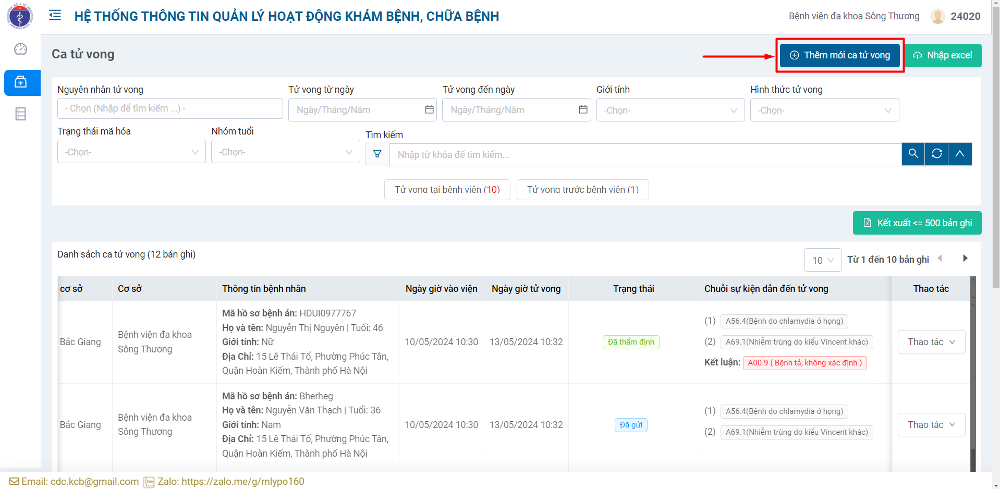 HỆ THỐNG THÔNG TIN QUẢN LÝ HOẠT ĐỘNG KHÁM BỆNH, CHỮA BỆNH
Bệnh viện đa khoa Sông Thương
24020
Ca tử vong
Thêm mới ca tử vong
Nhập excel
Nguyên nhân tử vong
Tử vong từ ngày
Tử vong đến ngày
Giới tính
Hình thức tử vong
- Chọn (Nhập để tìm kiếm ...) -
Ngày/Tháng/Năm
Ngày/Tháng/Năm
-Chọn-
-Chọn-
Trạng thái mã hóa
Nhóm tuổi
Tìm kiếm
-Chọn-
-Chọn-
Nhập từ khóa để tìm kiếm...
Tử vong tại bệnh viện (10)
Tử vong trước bệnh viện (1)
Kết xuất <= 500 bản ghi
Danh sách ca tử vong (12 bản ghi)
10
Từ 1 đến 10 bản ghi
cơ sở
Cơ sở
Thông tin bệnh nhân
Ngày giờ vào viện
Ngày giờ tử vong
Trạng thái
Chuỗi sự kiện dẫn đến tử vong
Thao tác
Bắc Giang
Bệnh viện đa khoa
Sông Thương
Mã hồ sơ bệnh án: HDUI0977767
Họ và tên: Nguyễn Thị Nguyên | Tuổi: 46
Giới tính: Nữ
Địa Chỉ: 15 Lê Thái Tổ, Phường Phúc Tân,
Quận Hoàn Kiếm, Thành phố Hà Nội
10/05/2024 10:30
13/05/2024 10:32
Đã thẩm định
(1) A56.4(Bệnh do chlamydia ở họng)
(2) A69.1(Nhiễm trùng do kiểu Vincent khác)
Kết luận: A00.9 ( Bệnh tả, không xác định )
Thao tác
Bắc Giang
Bệnh viện đa khoa
Sông Thương
Mã hồ sơ bệnh án: Bherheg
Họ và tên: Nguyễn Văn Thạch | Tuổi: 36
Giới tính: Nam
Địa Chỉ: 15 Lê Thái Tổ, Phường Phúc Tân,
Quận Hoàn Kiếm, Thành phố Hà Nội
10/05/2024 10:30
13/05/2024 10:32
Đã gửi
(1) A56.4(Bệnh do chlamydia ở họng)
(2) A69.1(Nhiễm trùng do kiểu Vincent khác)
Thao tác
Email: cdc.kcb@gmail.com Zalo: https://zalo.me/g/rnlypo160